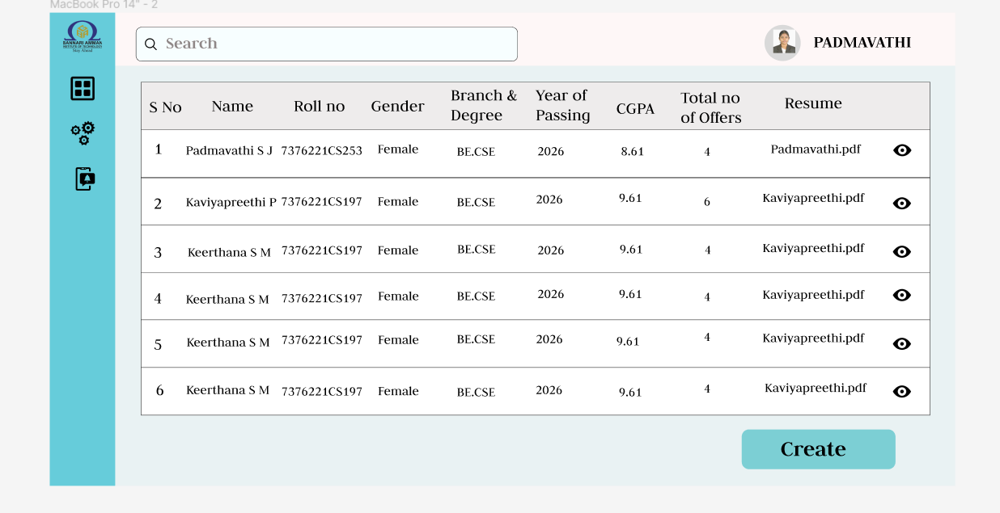 MacBook Pro 14" - 2
BANNARI AMMAN
INSTITUTE OF TECHNOLOGY
Stay Ahead
Search
PADMAVATHI
S No Name Roll no Gender Branch & Degree Year of Passing CGPA Total no of Offers Resume
1 Padmavathi S J 7376221CS253 Female BE.CSE 2026 8.61 4 Padmavathi.pdf
2 Kaviyapreethi P 7376221CS197 Female BE.CSE 2026 9.61 6 Kaviyapreethi.pdf
3 Keerthana S M 7376221CS197 Female BE.CSE 2026 9.61 4 Kaviyapreethi.pdf
4 Keerthana S M 7376221CS197 Female BE.CSE 2026 9.61 4 Kaviyapreethi.pdf
5 Keerthana S M 7376221CS197 Female BE.CSE 2026 9.61 4 Kaviyapreethi.pdf
6 Keerthana S M 7376221CS197 Female BE.CSE 2026 9.61 4 Kaviyapreethi.pdf
Create